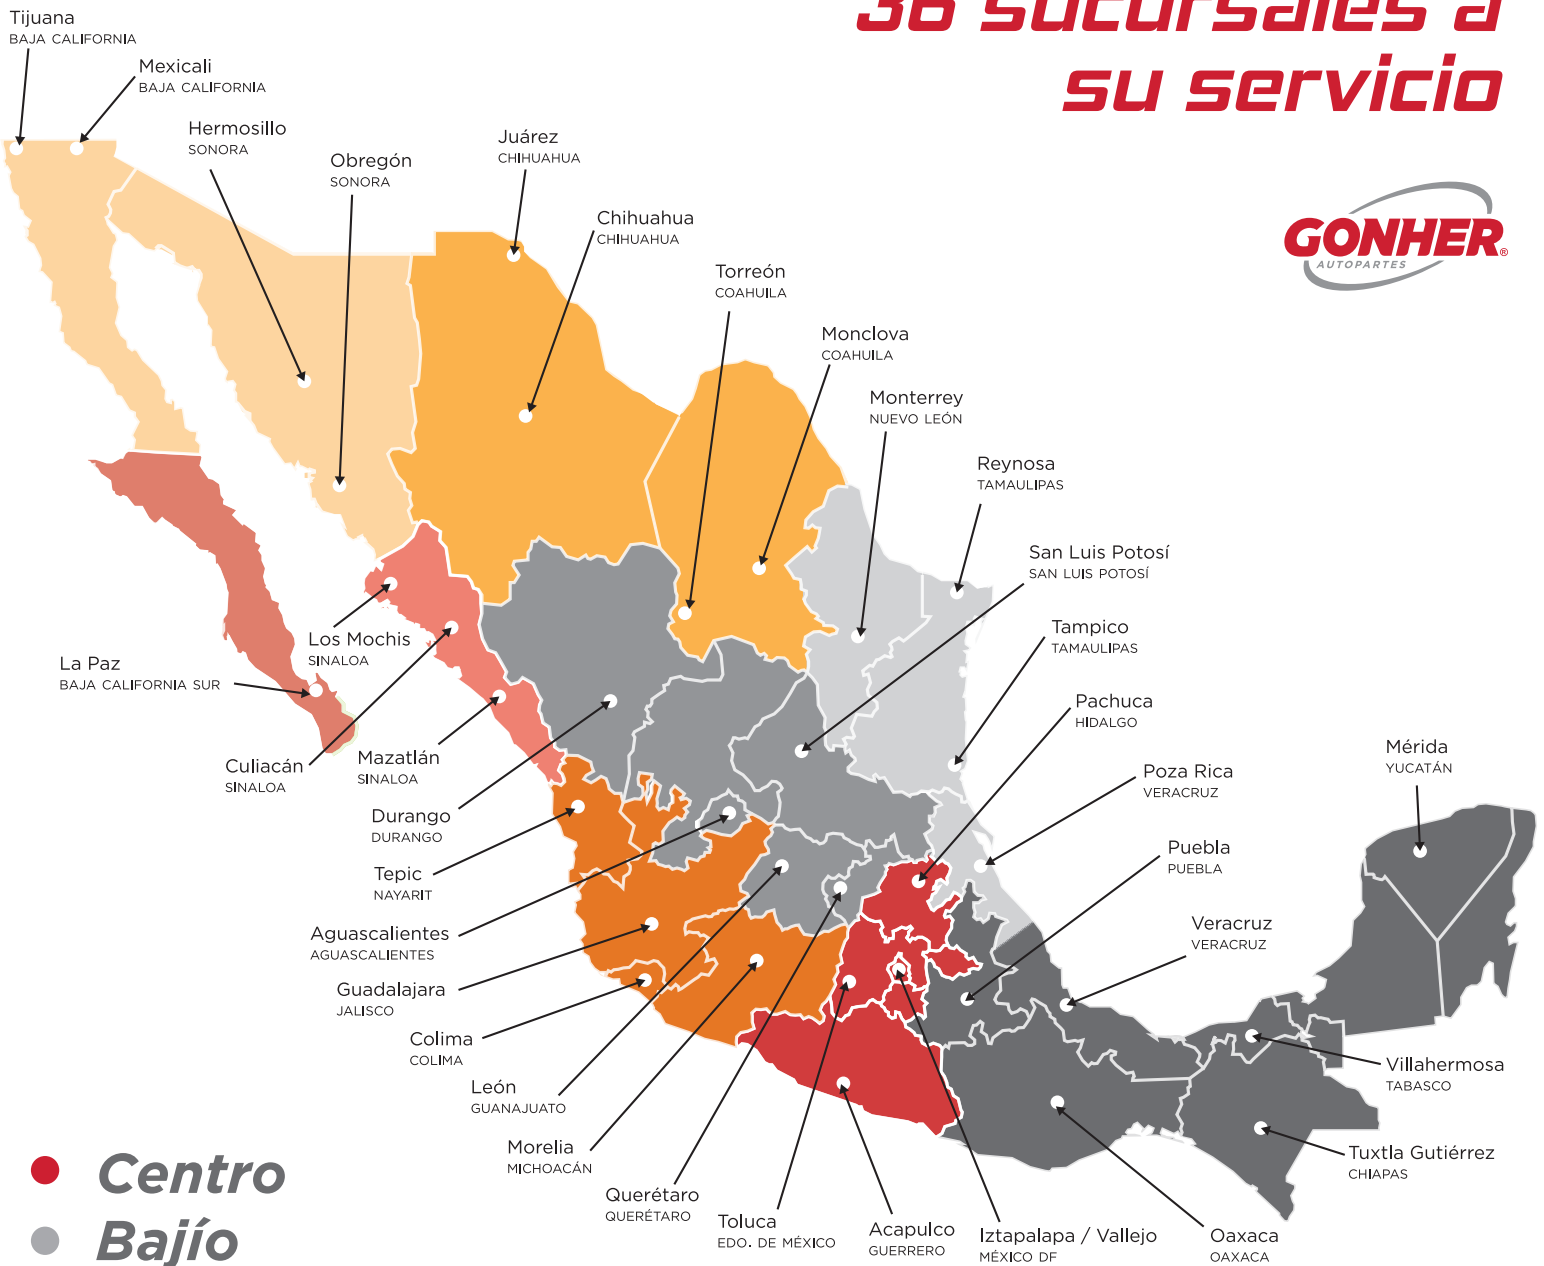 36 sucursales a
su servicio
GONHER®
AUTOPARTES
Tijuana
BAJA CALIFORNIA
Mexicali
BAJA CALIFORNIA
Hermosillo
SONORA
Obregón
SONORA
Juárez
CHIHUAHUA
Chihuahua
CHIHUAHUA
Torreón
COAHUILA
Monclova
COAHUILA
Monterrey
NUEVO LEÓN
Reynosa
TAMAULIPAS
San Luis Potosí
SAN LUIS POTOSÍ
Tampico
TAMAULIPAS
Pachuca
HIDALGO
Poza Rica
VERACRUZ
Mérida
YUCATÁN
Puebla
PUEBLA
Veracruz
VERACRUZ
Villahermosa
TABASCO
Tuxtla Gutiérrez
CHIAPAS
Los Mochis
SINALOA
La Paz
BAJA CALIFORNIA SUR
Culiacán
SINALOA
Mazatlán
SINALOA
Durango
DURANGO
Tepic
NAYARIT
Aguascalientes
AGUASCALIENTES
Guadalajara
JALISCO
Colima
COLIMA
León
GUANAJUATO
Morelia
MICHOACÁN
Querétaro
QUERÉTARO
Toluca
EDO. DE MÉXICO
Acapulco
GUERRERO
Iztapalapa / Vallejo
MÉXICO DF
Oaxaca
OAXACA
Centro
Bajío